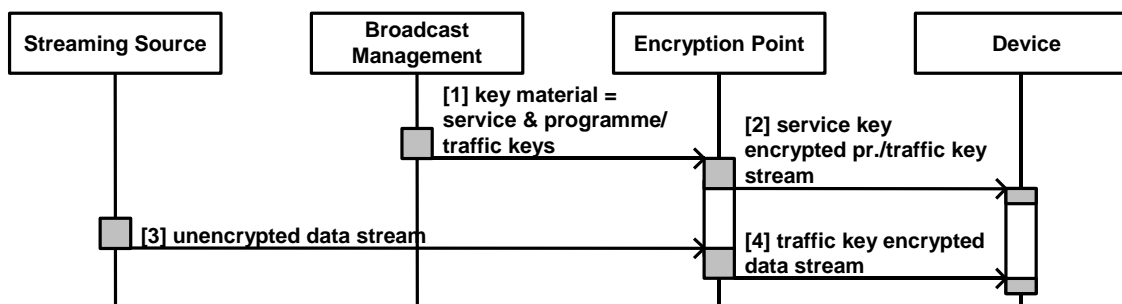 Streaming Source
Broadcast
Management
Encryption Point
Device
[1] key material =
service & programme/
traffic keys
[2] service key
encrypted pr./traffic key
stream
[3] unencrypted data stream
[4] traffic key encrypted
data stream